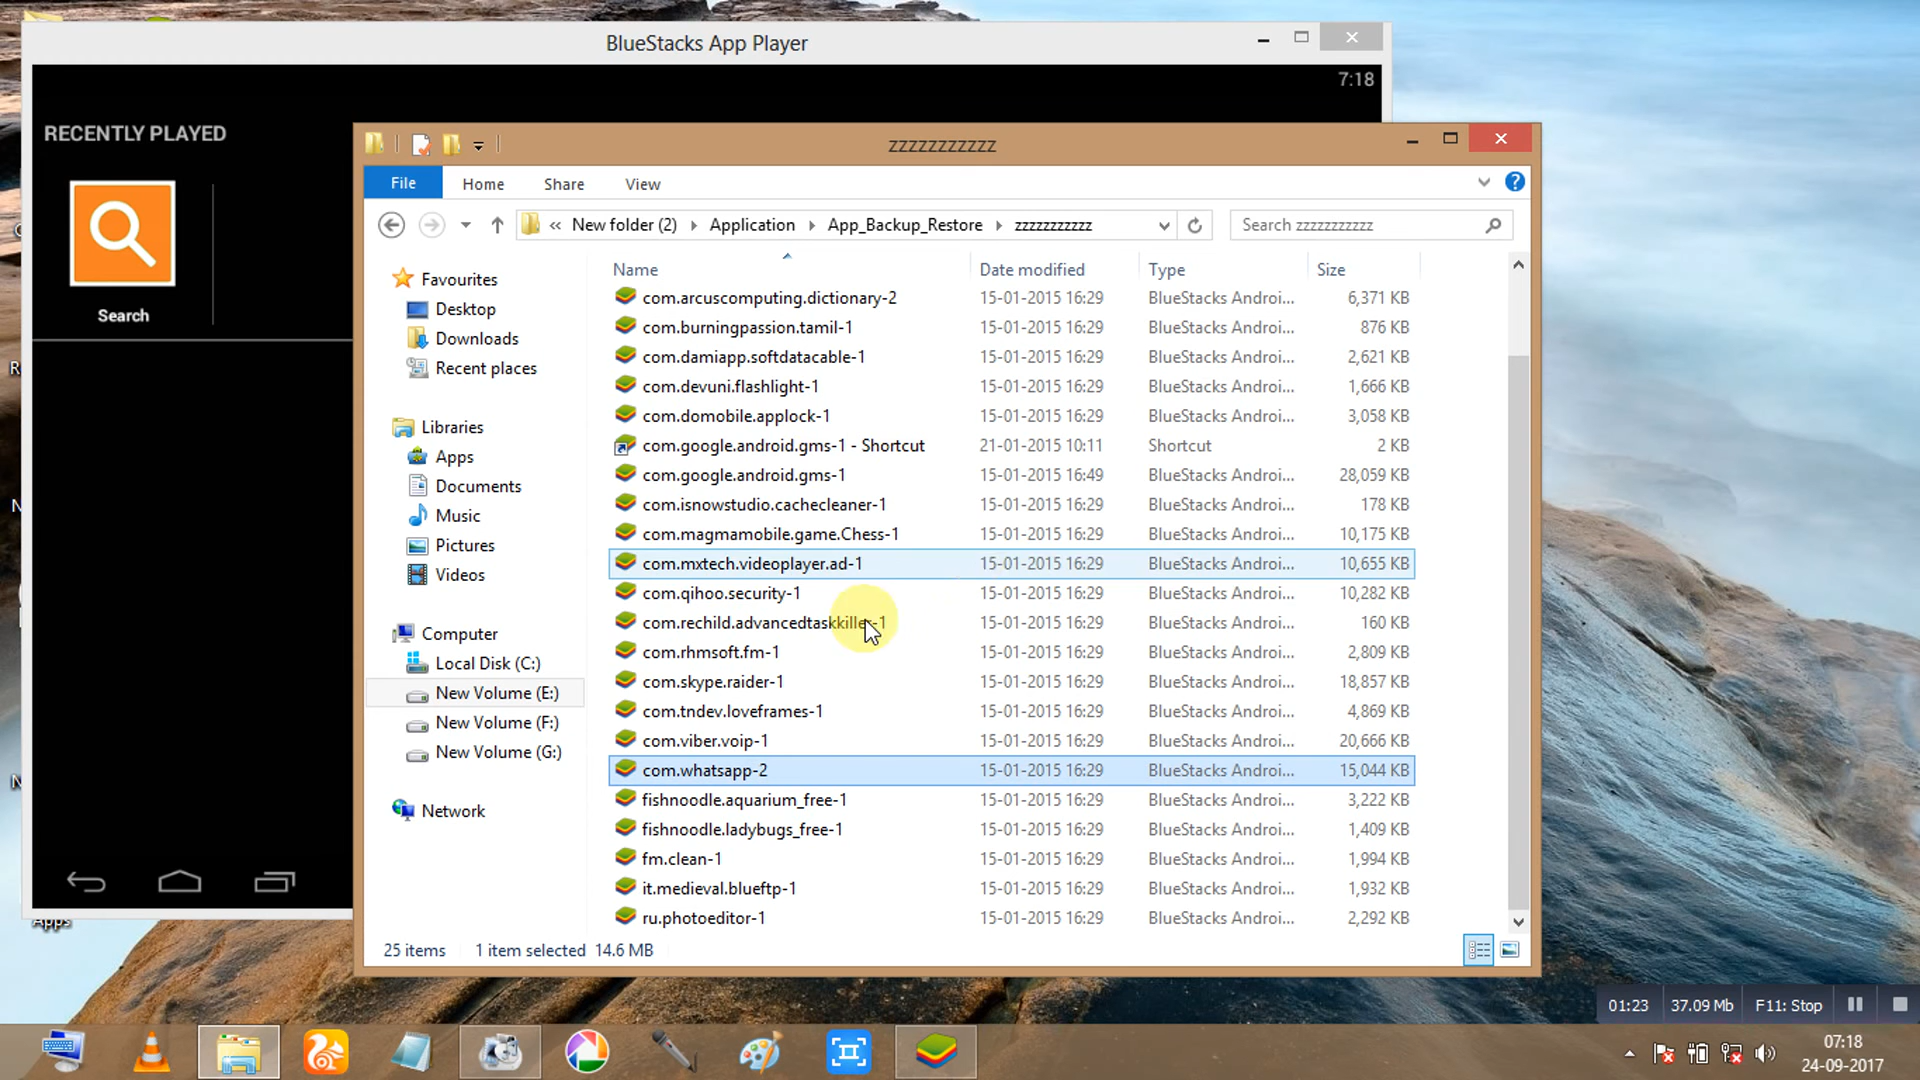 BlueStacks App Player
7:18
RECENTLY PLAYED
Search
zzzzzzzzzzz
File Home Share View
« New folder (2) Application App_Backup_Restore zzzzzzzzzzz
Search zzzzzzzzzzz
Favourites
Desktop
Downloads
Recent places
Libraries
Apps
Documents
Music
Pictures
Videos
Computer
Local Disk (C:)
New Volume (E:)
New Volume (F:)
New Volume (G:)
Network
Name Date modified Type Size
com.arcuscomputing.dictionary-2 15-01-2015 16:29 BlueStacks Androi... 6,371 KB
com.burningpassion.tamil-1 15-01-2015 16:29 BlueStacks Androi... 876 KB
com.damiapp.softdatacable-1 15-01-2015 16:29 BlueStacks Androi... 2,621 KB
com.devuni.flashlight-1 15-01-2015 16:29 BlueStacks Androi... 1,666 KB
com.domobile.applock-1 15-01-2015 16:29 BlueStacks Androi... 3,058 KB
com.google.android.gms-1 - Shortcut 21-01-2015 10:11 Shortcut 2 KB
com.google.android.gms-1 15-01-2015 16:49 BlueStacks Androi... 28,059 KB
com.isnowstudio.cachecleaner-1 15-01-2015 16:29 BlueStacks Androi... 178 KB
com.magmamobile.game.Chess-1 15-01-2015 16:29 BlueStacks Androi... 10,175 KB
com.mxtech.videoplayer.ad-1 15-01-2015 16:29 BlueStacks Androi... 10,655 KB
com.qihoo.security-1 15-01-2015 16:29 BlueStacks Androi... 10,282 KB
com.rechild.advancedtaskkiller-1 15-01-2015 16:29 BlueStacks Androi... 160 KB
com.rhmsoft.fm-1 15-01-2015 16:29 BlueStacks Androi... 2,809 KB
com.skype.raider-1 15-01-2015 16:29 BlueStacks Androi... 18,857 KB
com.tndev.loveframes-1 15-01-2015 16:29 BlueStacks Androi... 4,869 KB
com.viber.voip-1 15-01-2015 16:29 BlueStacks Androi... 20,666 KB
com.whatsapp-2 15-01-2015 16:29 BlueStacks Androi... 15,044 KB
fishnoodle.aquarium_free-1 15-01-2015 16:29 BlueStacks Androi... 3,222 KB
fishnoodle.ladybugs_free-1 15-01-2015 16:29 BlueStacks Androi... 1,409 KB
fm.clean-1 15-01-2015 16:29 BlueStacks Androi... 1,994 KB
it.medieval.blueftp-1 15-01-2015 16:29 BlueStacks Androi... 1,932 KB
ru.photoeditor-1 15-01-2015 16:29 BlueStacks Androi... 2,292 KB
25 items 1 item selected 14.6 MB
Apps
01:23 37.09 Mb F11: Stop
07:18
24-09-2017